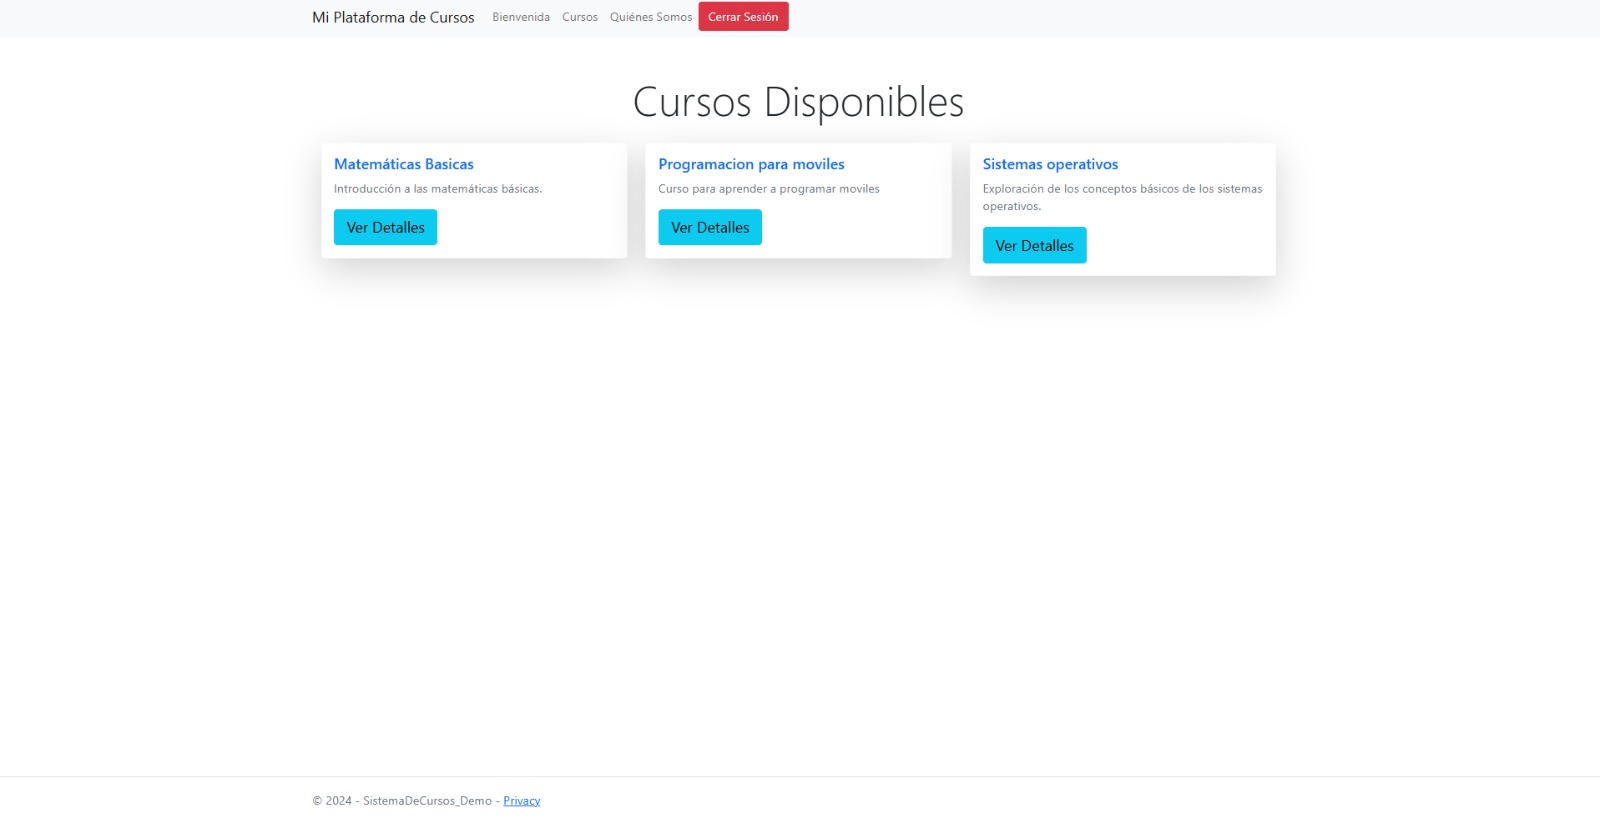 Mi Plataforma de Cursos Bienvenida Cursos Quiénes Somos Cerrar Sesión
Cursos Disponibles
Matemáticas Basicas
Introducción a las matemáticas básicas.
Ver Detalles
Programacion para moviles
Curso para aprender a programar moviles
Ver Detalles
Sistemas operativos
Exploración de los conceptos básicos de los sistemas
operativos.
Ver Detalles
© 2024 - SistemaDeCursos_Demo - Privacy